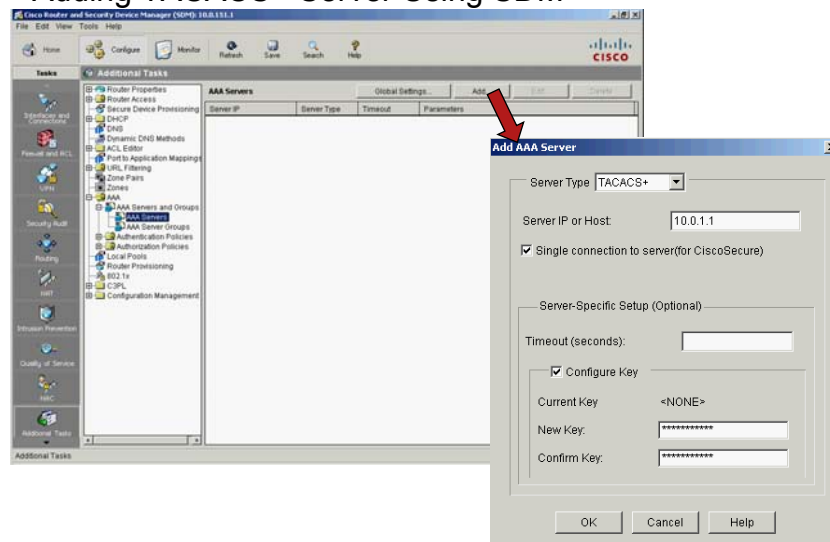 Cisco Router and Security Device Manager (SDM): 10.0.151.1
File Edit View Tools Help
Home Configure Monitor Refresh Save Search Help
CISCO
Tasks
Additional Tasks
Interfaces and Connections
Firewall and ACL
VPN
Security Audit
Routing
NAT
Intrusion Prevention
Quality of Service
NAC
Additional Tasks
Router Properties
Router Access
Secure Device Provisioning
DHCP
DNS
Dynamic DNS Methods
ACL Editor
Port to Application Mappings
URL Filtering
Zone Pairs
Zones
AAA
AAA Servers and Groups
AAA Servers
AAA Server Groups
Authentication Policies
Authorization Policies
Local Pools
Router Provisioning
802.1x
C3PL
Configuration Management
AAA Servers
Global Settings... Add... Edit... Delete
Server IP Server Type Timeout Parameters
Additional Tasks
Add AAA Server
Server Type TACACS+
Server IP or Host: 10.0.1.1
Single connection to server(for CiscoSecure)
Server-Specific Setup (Optional)
Timeout (seconds):
Configure Key
Current Key <NONE>
New Key: ***********
Confirm Key: ***********
OK Cancel Help